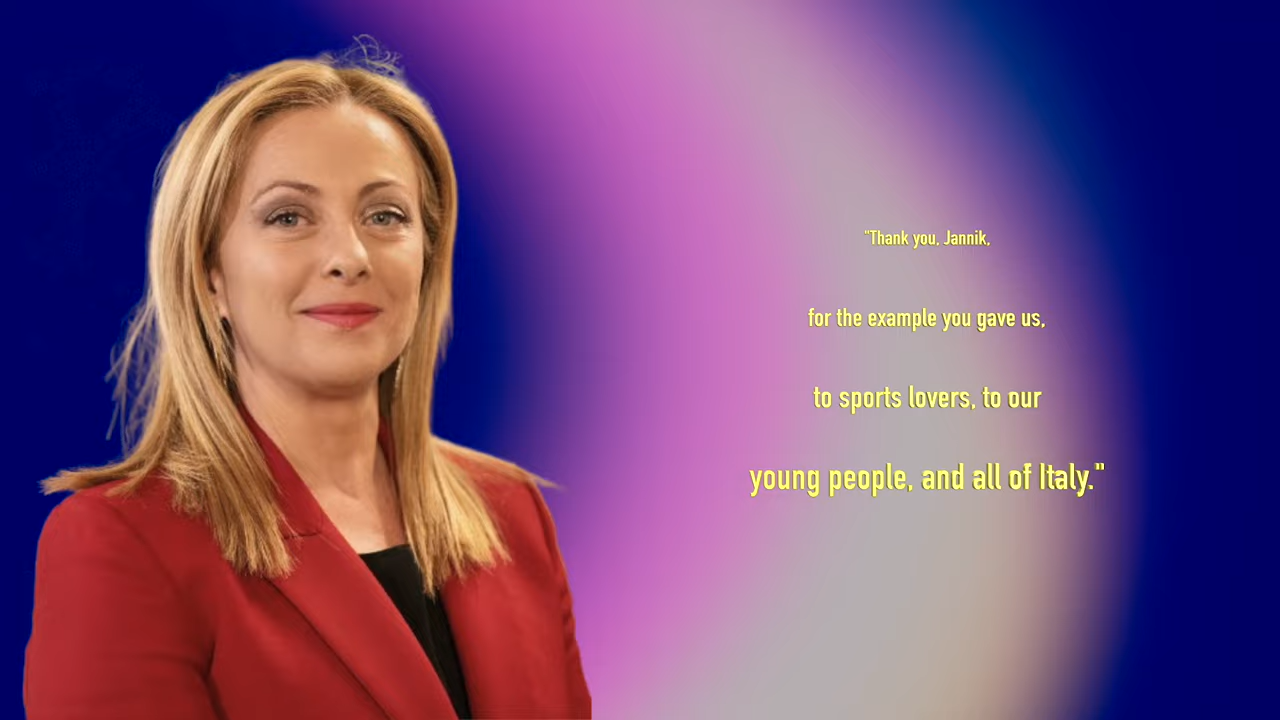 "Thank you, Jannik,
for the example you gave us,
to sports lovers, to our
young people, and all of Italy."